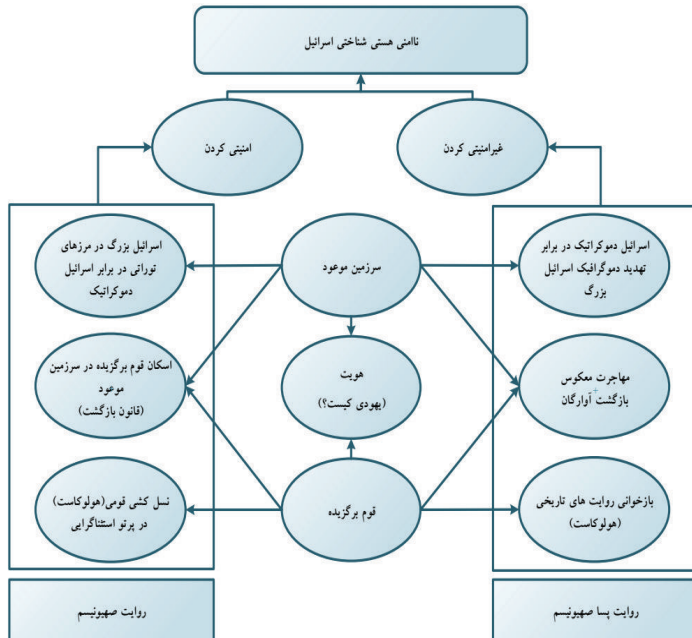 ناامنی هستی شناختی اسرائیل
غیرامنیتی کردن
امنیتی کردن
اسرائیل دموکراتیک در برابر
تهدید دموگرافیک اسرائیل
بزرگ
سرزمین موعود
اسرائیل بزرگ در مرزهای
توراتی در برابر اسرائیل
دموکراتیک
مهاجرت معکوس
+
بازگشت آوارگان
هویت
(یهودی کیست؟)
اسکان قوم برگزیده در سرزمین
موعود
(قانون بازگشت)
بازخوانی روایت های تاریخی
(هولوکاست)
قوم برگزیده
نسل کشی قومی(هولوکاست)
در پرتو استثناگرایی
روایت پسا صهیونیسم
روایت صهیونیسم